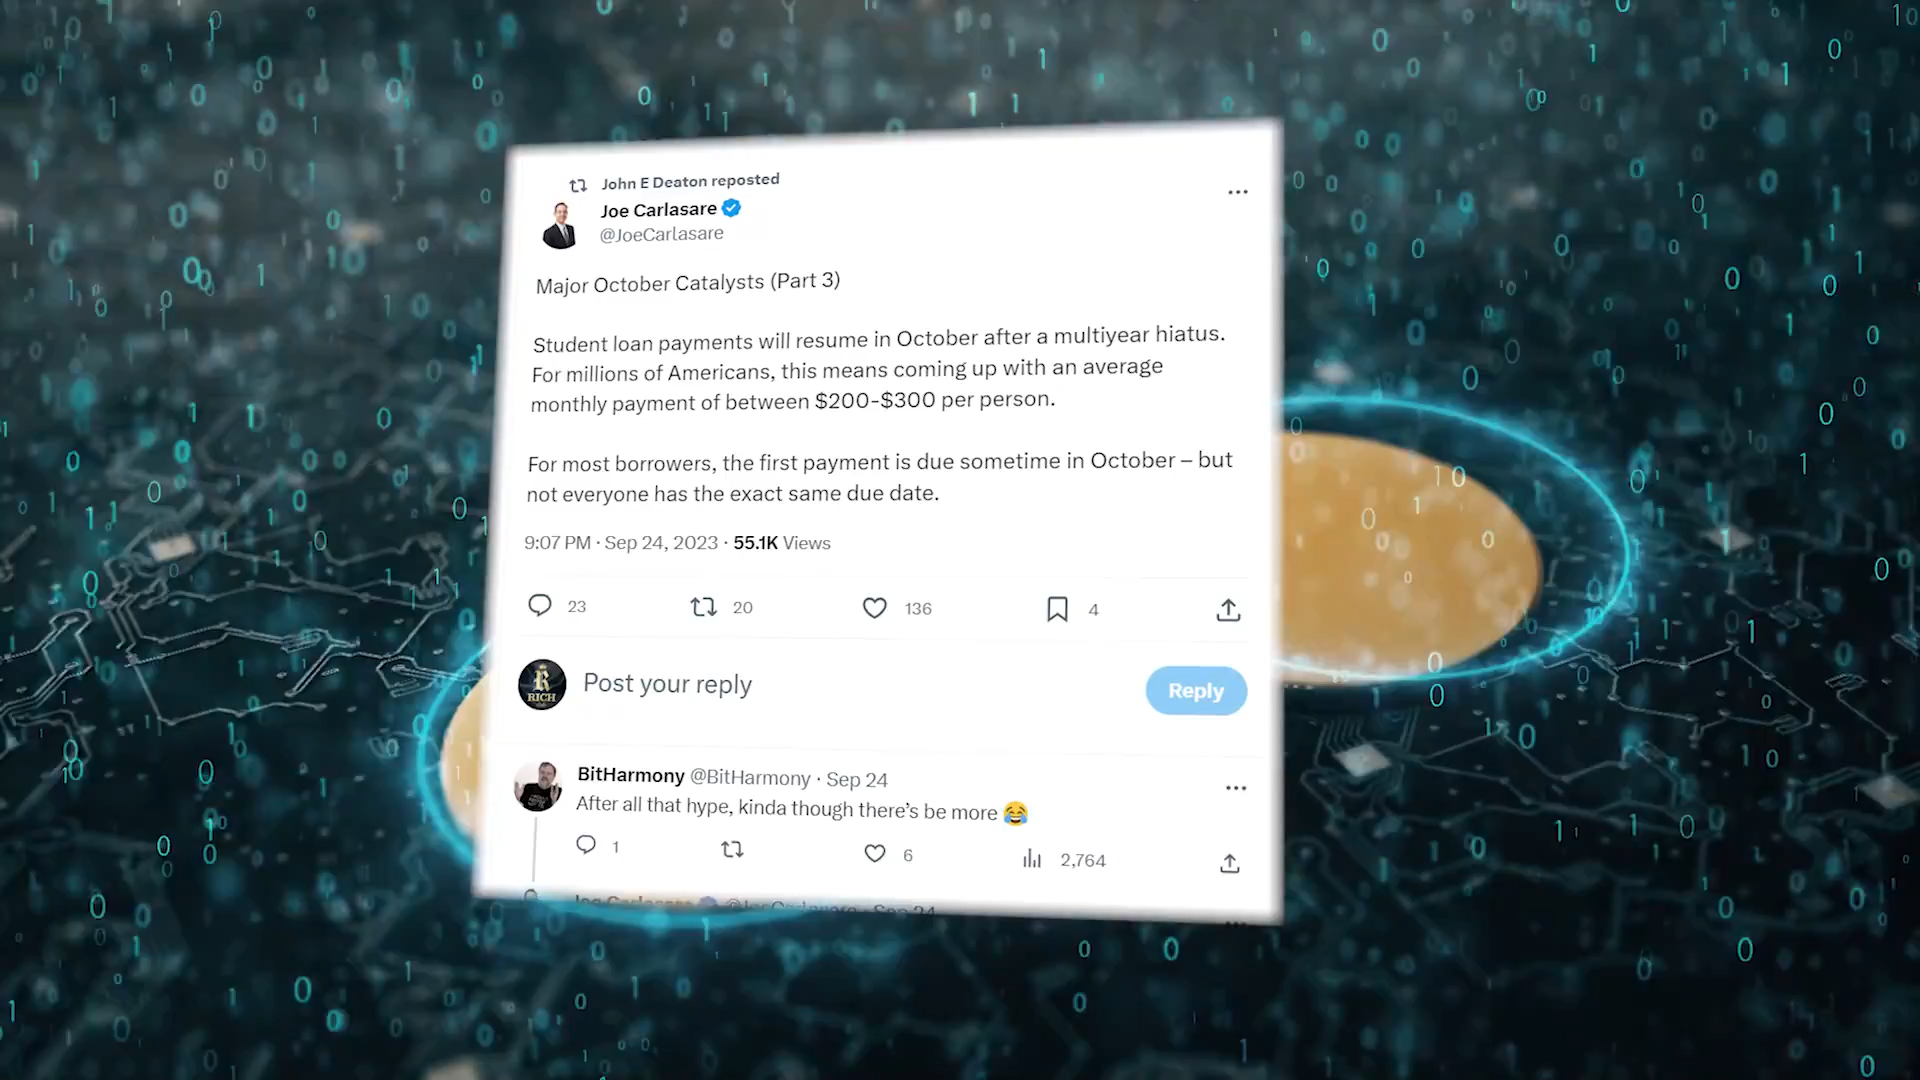 John E Deaton reposted
Joe Carlasare
@JoeCarlasare
Major October Catalysts (Part 3)
Student loan payments will resume in October after a multiyear hiatus.
For millions of Americans, this means coming up with an average
monthly payment of between $200-$300 per person.
For most borrowers, the first payment is due sometime in October – but
not everyone has the exact same due date.
9:07 PM · Sep 24, 2023 · 55.1K Views
23 20 136 4
RICH
Post your reply
Reply
BitHarmony @BitHarmony · Sep 24
After all that hype, kinda though there's be more 😂
1 6 2,764